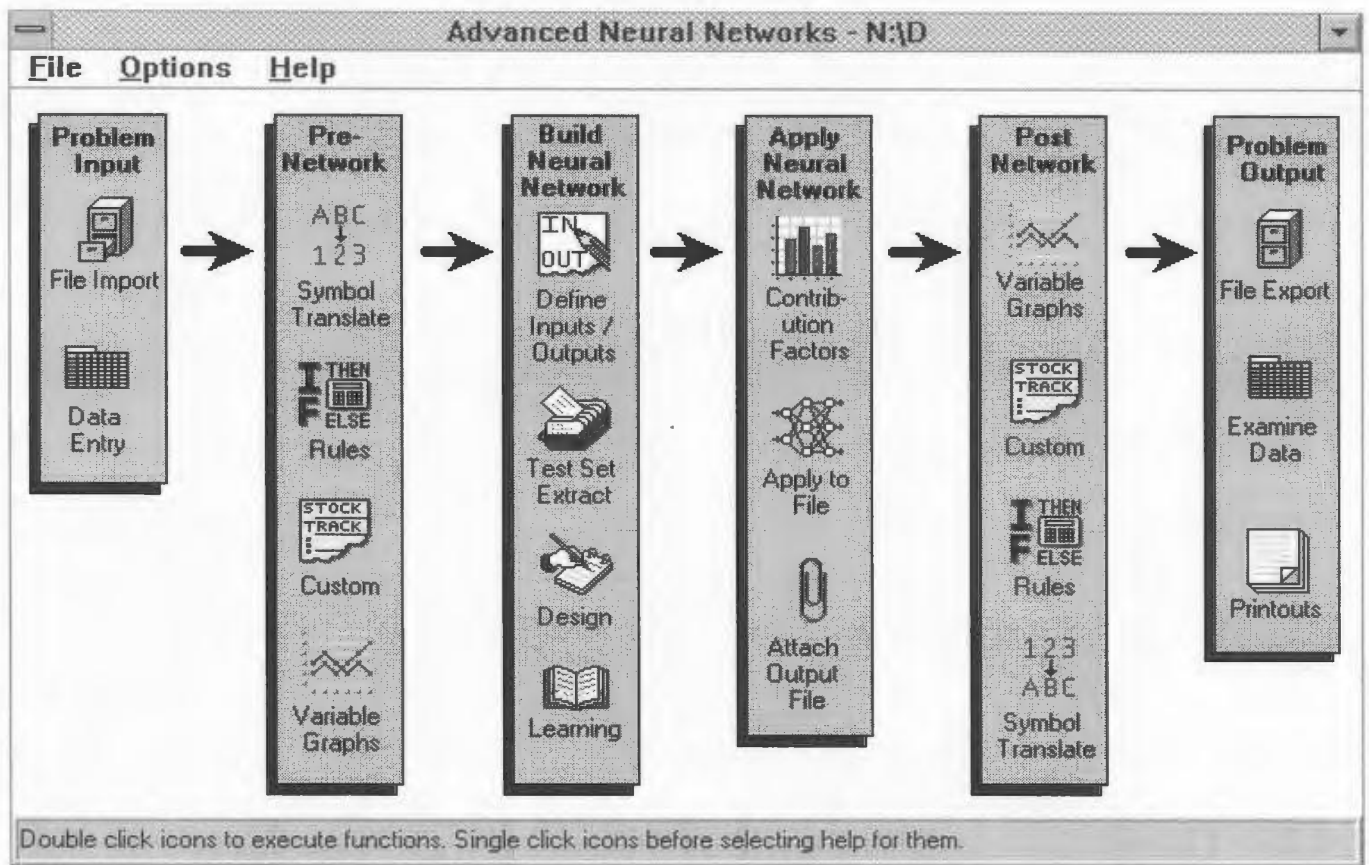 Advanced Neural Networks - N:\D
File Options Help
Problem
Input
File Import
Data
Entry
Pre-
Network
ABC
123
Symbol
Translate
IF THEN
ELSE
Rules
STOCK
TRACK
Custom
Variable
Graphs
Build
Neural
Network
IN
OUT
Define
Inputs /
Outputs
Test Set
Extract
Design
Learning
Apply
Neural
Network
Contrib-
ution
Factors
Apply to
File
Attach
Output
File
Post
Network
Variable
Graphs
STOCK
TRACK
Custom
IF THEN
ELSE
Rules
123
ABC
Symbol
Translate
Problem
Output
File Export
Examine
Data
Printouts
Double click icons to execute functions. Single click icons before selecting help for them.